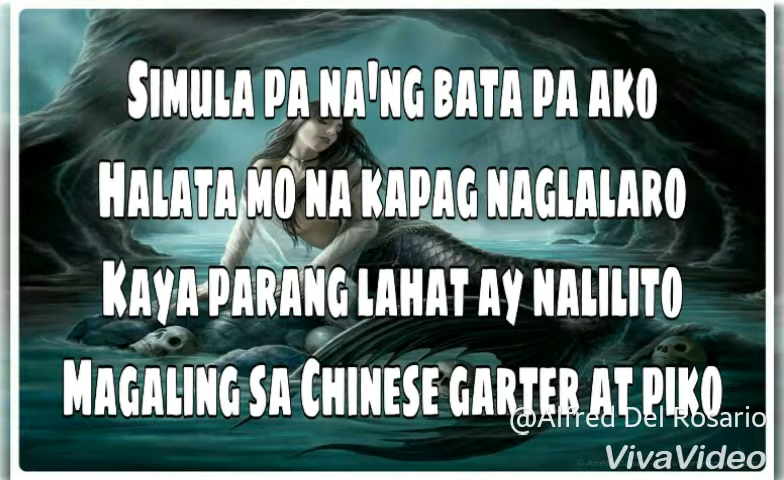 Simula pa na'ng bata pa ako
Halata mo na kapag naglalaro
Kaya parang lahat ay nalilito
Magaling sa Chinese garter at piko
@Alfred Del Rosario
VivaVideo